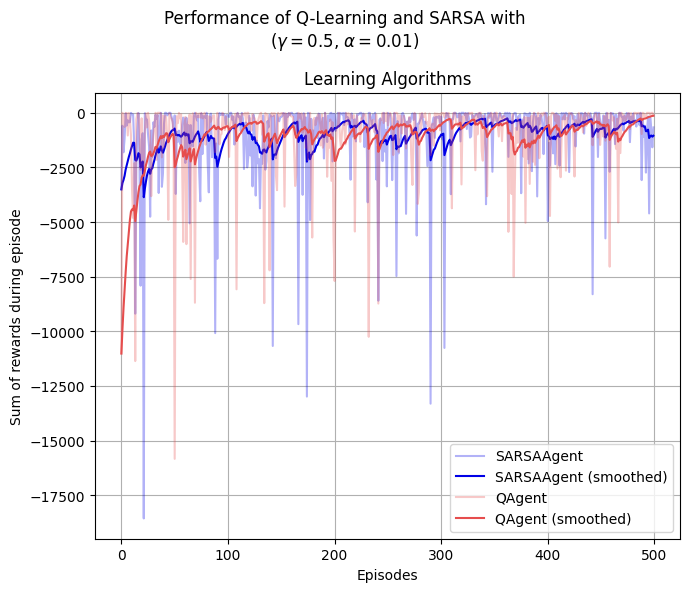 Performance of Q-Learning and SARSA with
(γ = 0.5, α = 0.01)
Learning Algorithms
0
−2500
−5000
−7500
−10000
−12500
−15000
−17500
Sum of rewards during episode
0 100 200 300 400 500
Episodes
SARSAAgent
SARSAAgent (smoothed)
QAgent
QAgent (smoothed)